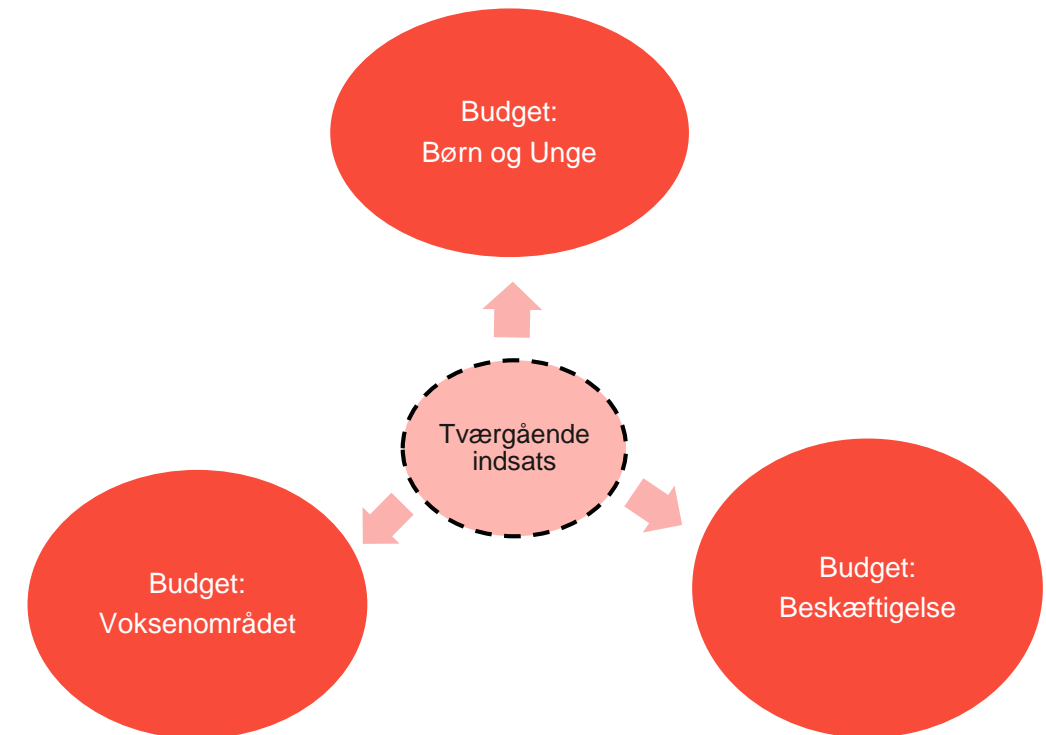 Budget:
Børn og Unge
Tværgående
indsats
Budget:
Voksenområdet
Budget:
Beskæftigelse